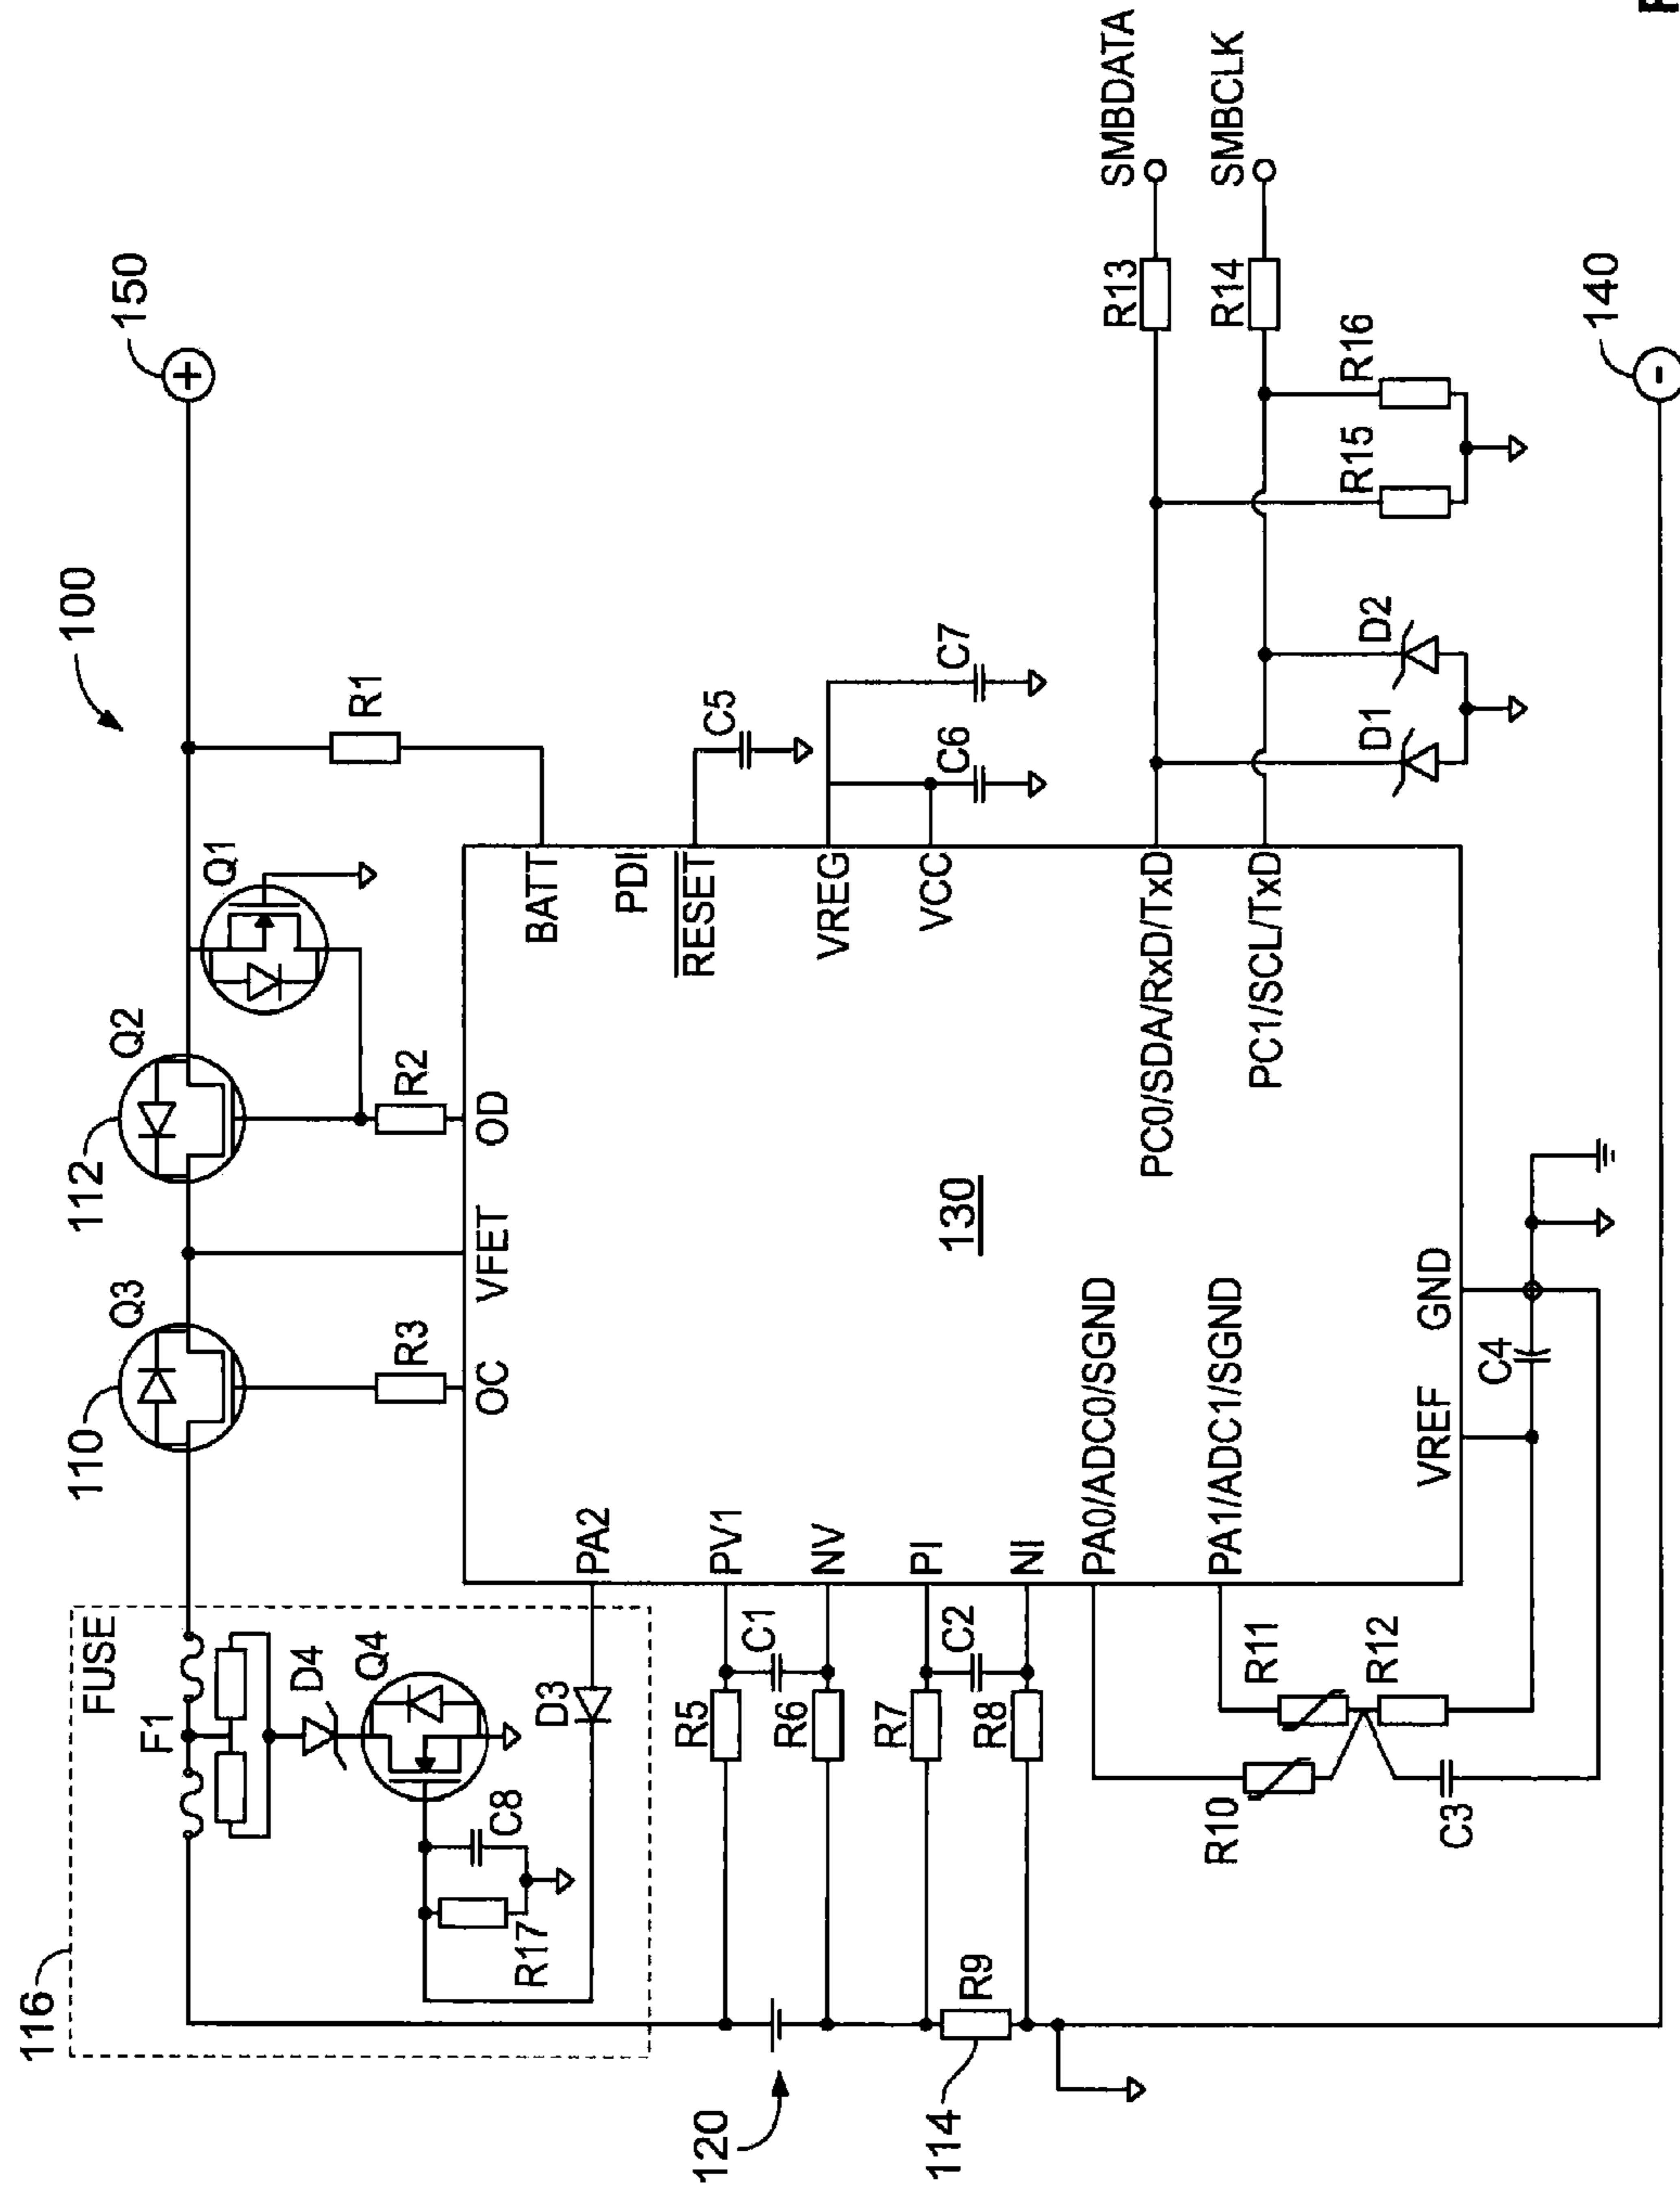 100
150
116
FUSE
F1
D4
Q4
C8
R17
D3
110
Q3
112
Q2
Q1
R1
R3
R2
OC
VFET
OD
BATT
PA2
PDI
RESET
C5
PV1
NV
PI
NI
VREG
VCC
C6
C7
R5
C1
R6
R7
C2
R8
120
R9
114
130
PA0/ADC0/SGND
PA1/ADC1/SGND
PC0/SDA/RxD/TxD
PC1/SCL/TxD
R13
SMBDATA
R14
SMBCLK
R10
R11
R12
C3
VREF
GND
C4
D1
D2
R15
R16
140
+
-